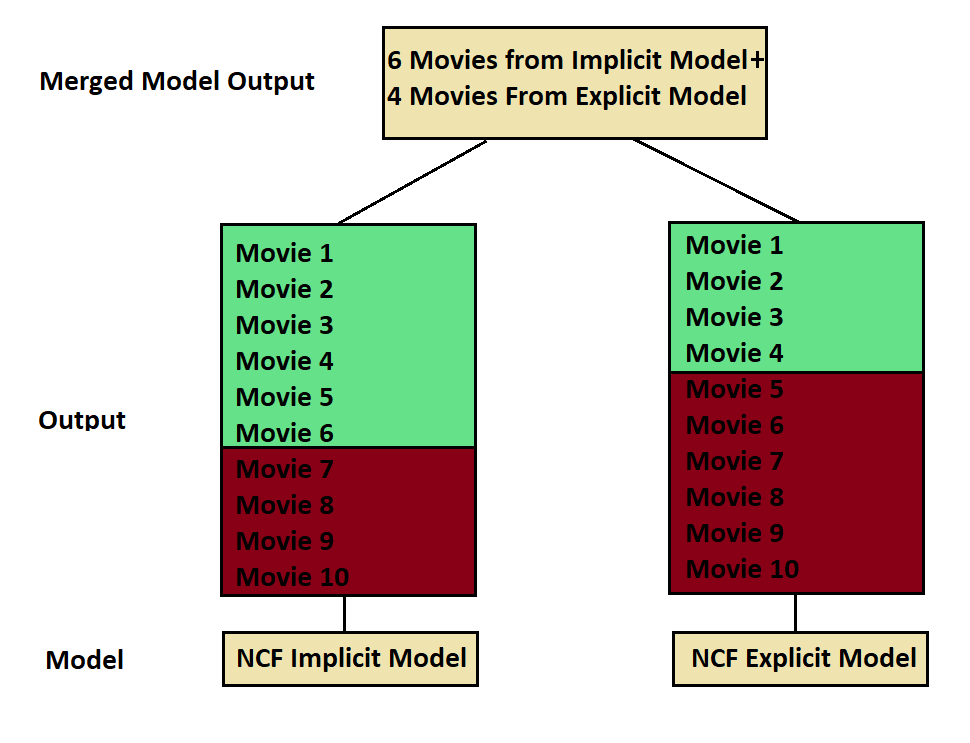 6 Movies from Implicit Model+
Merged Model Output
4 Movies From Explicit Model
Movie 1
Movie 2
Movie 3
Movie 4
Movie 5
Movie 6
Movie 7
Movie 8
Movie 9
Movie 10
Movie 1
Movie 2
Movie 3
Movie 4
Movie 5
Movie 6
Movie 7
Movie 8
Movie 9
Movie 10
Output
Model
NCF Implicit Model
NCF Explicit Model